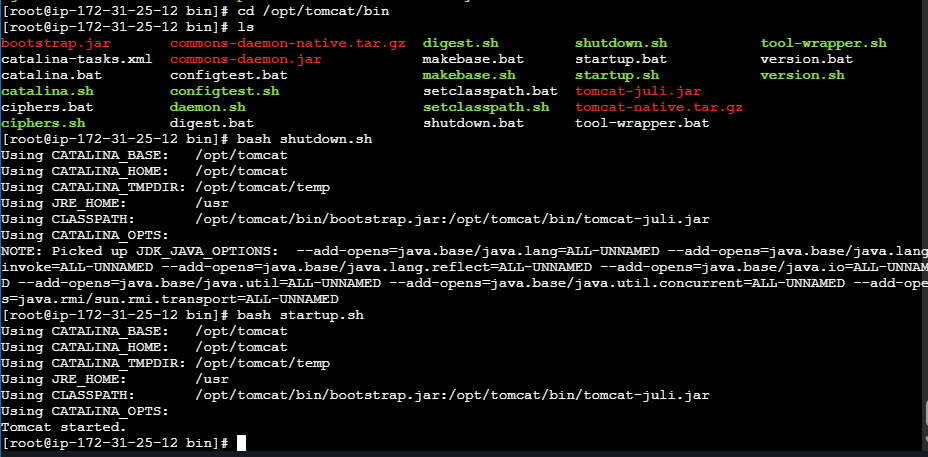 [root@ip-172-31-25-12 bin]# cd /opt/tomcat/bin
[root@ip-172-31-25-12 bin]# ls
bootstrap.jar commons-daemon-native.tar.gz digest.sh shutdown.sh tool-wrapper.sh
catalina-tasks.xml commons-daemon.jar makebase.bat startup.bat version.bat
catalina.bat configtest.bat makebase.sh startup.sh version.sh
catalina.sh configtest.sh setclasspath.bat tomcat-juli.jar
ciphers.bat daemon.sh setclasspath.sh tomcat-native.tar.gz
ciphers.sh digest.bat shutdown.bat tool-wrapper.bat
[root@ip-172-31-25-12 bin]# bash shutdown.sh
Using CATALINA_BASE: /opt/tomcat
Using CATALINA_HOME: /opt/tomcat
Using CATALINA_TMPDIR: /opt/tomcat/temp
Using JRE_HOME: /usr
Using CLASSPATH: /opt/tomcat/bin/bootstrap.jar:/opt/tomcat/bin/tomcat-juli.jar
Using CATALINA_OPTS:
NOTE: Picked up JDK_JAVA_OPTIONS: --add-opens=java.base/java.lang=ALL-UNNAMED --add-opens=java.base/java.lang
invoke=ALL-UNNAMED --add-opens=java.base/java.lang.reflect=ALL-UNNAMED --add-opens=java.base/java.io=ALL-UNNAM
D --add-opens=java.base/java.util=ALL-UNNAMED --add-opens=java.base/java.util.concurrent=ALL-UNNAMED --add-ope
s=java.rmi/sun.rmi.transport=ALL-UNNAMED
[root@ip-172-31-25-12 bin]# bash startup.sh
Using CATALINA_BASE: /opt/tomcat
Using CATALINA_HOME: /opt/tomcat
Using CATALINA_TMPDIR: /opt/tomcat/temp
Using JRE_HOME: /usr
Using CLASSPATH: /opt/tomcat/bin/bootstrap.jar:/opt/tomcat/bin/tomcat-juli.jar
Using CATALINA_OPTS:
Tomcat started.
[root@ip-172-31-25-12 bin]#